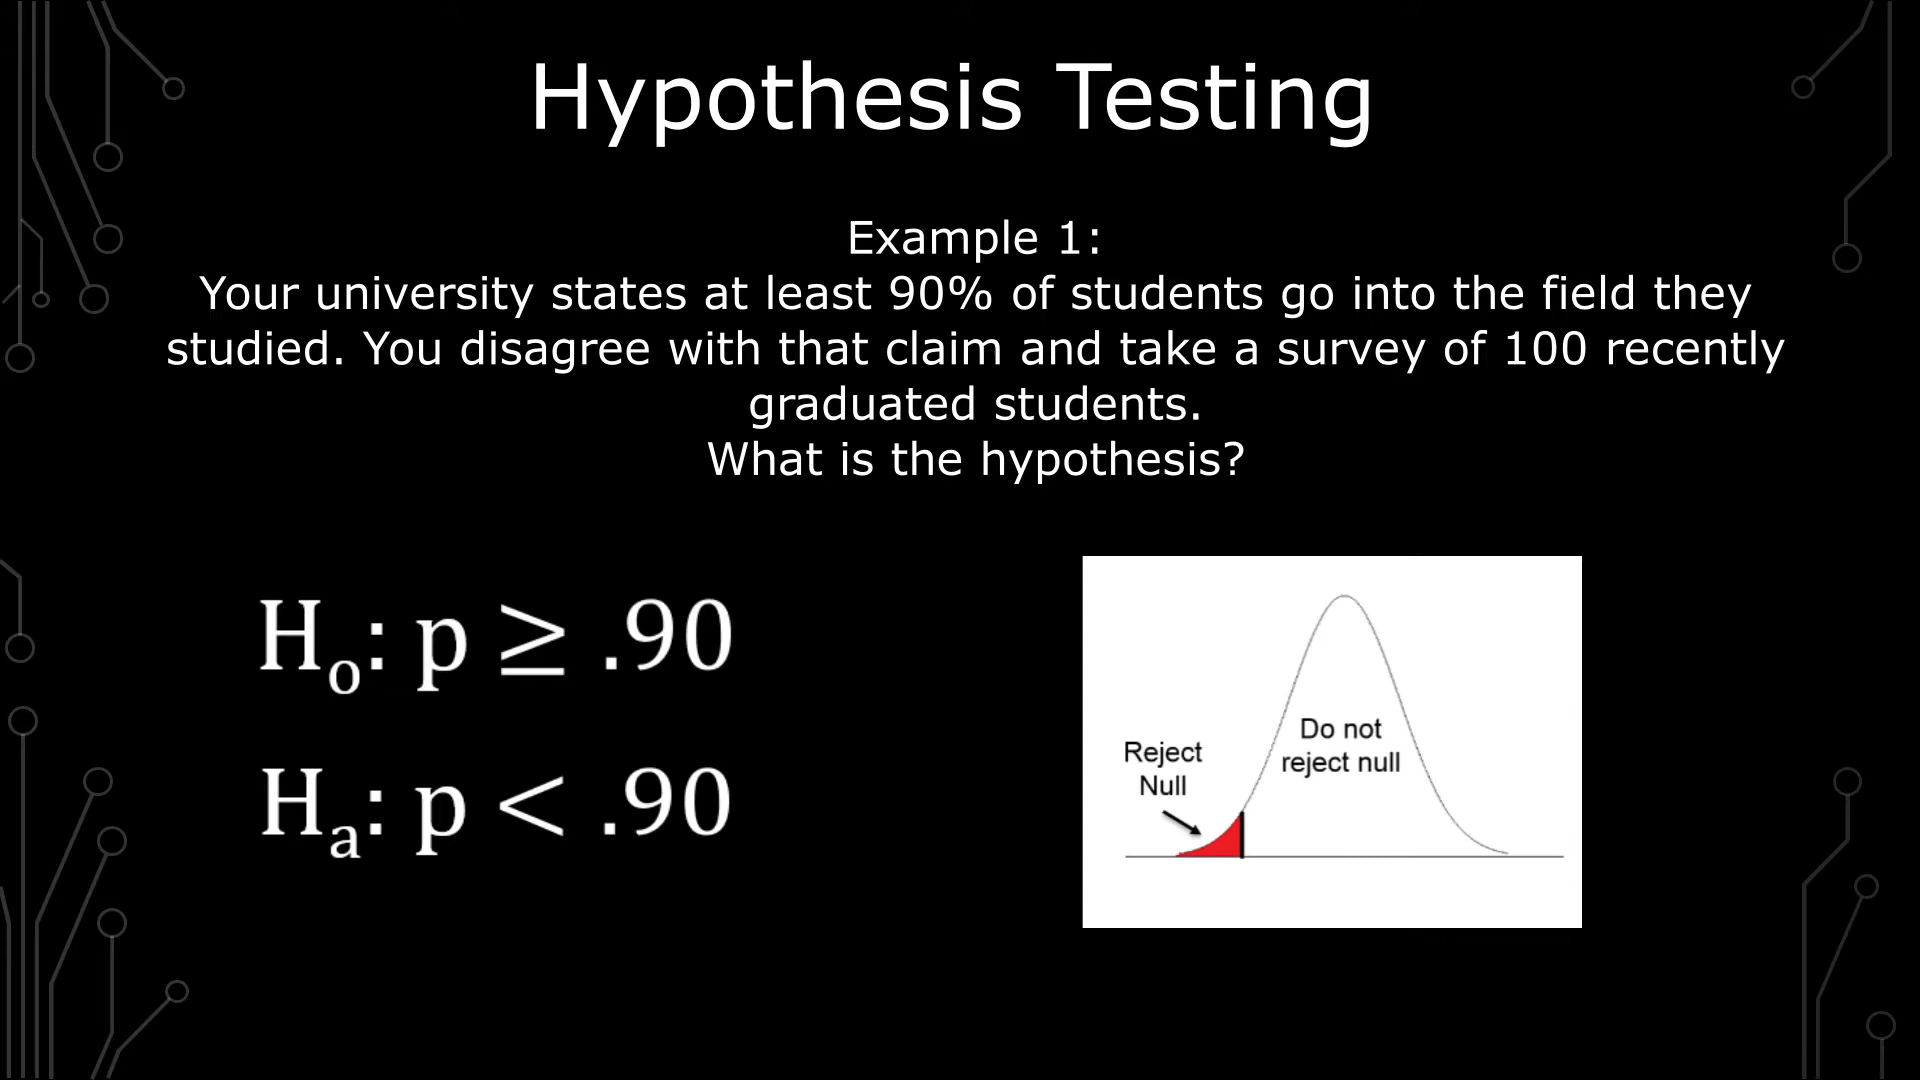 Hypothesis Testing
Example 1:
Your university states at least 90% of students go into the field they
studied. You disagree with that claim and take a survey of 100 recently
graduated students.
What is the hypothesis?
Hₒ: p ≥ .90
Hₐ: p < .90
Reject
Null
Do not
reject null